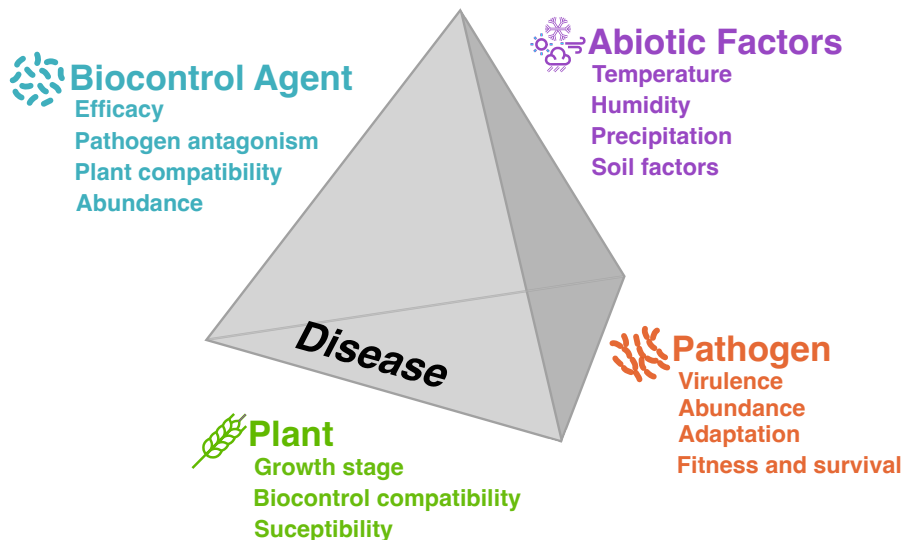 Biocontrol Agent
Efficacy
Pathogen antagonism
Plant compatibility
Abundance
Abiotic Factors
Temperature
Humidity
Precipitation
Soil factors
Disease
Pathogen
Virulence
Abundance
Adaptation
Fitness and survival
Plant
Growth stage
Biocontrol compatibility
Suceptibility